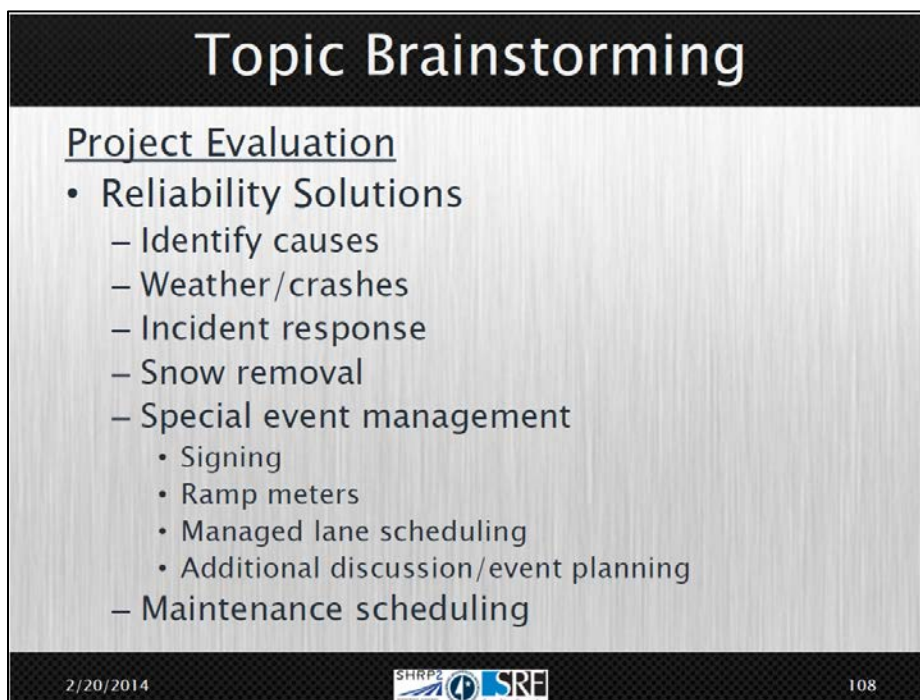 Topic Brainstorming
Project Evaluation
• Reliability Solutions
– Identify causes
– Weather/crashes
– Incident response
– Snow removal
– Special event management
• Signing
• Ramp meters
• Managed lane scheduling
• Additional discussion/event planning
– Maintenance scheduling
2/20/2014
SHRP2
SRF
108